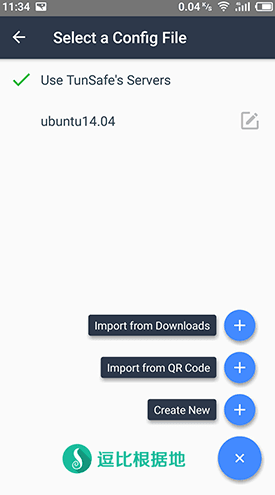 11:34 0.04 K/s
Select a Config File
Use TunSafe's Servers
ubuntu14.04
Import from Downloads
Import from QR Code
Create New
逗比根据地